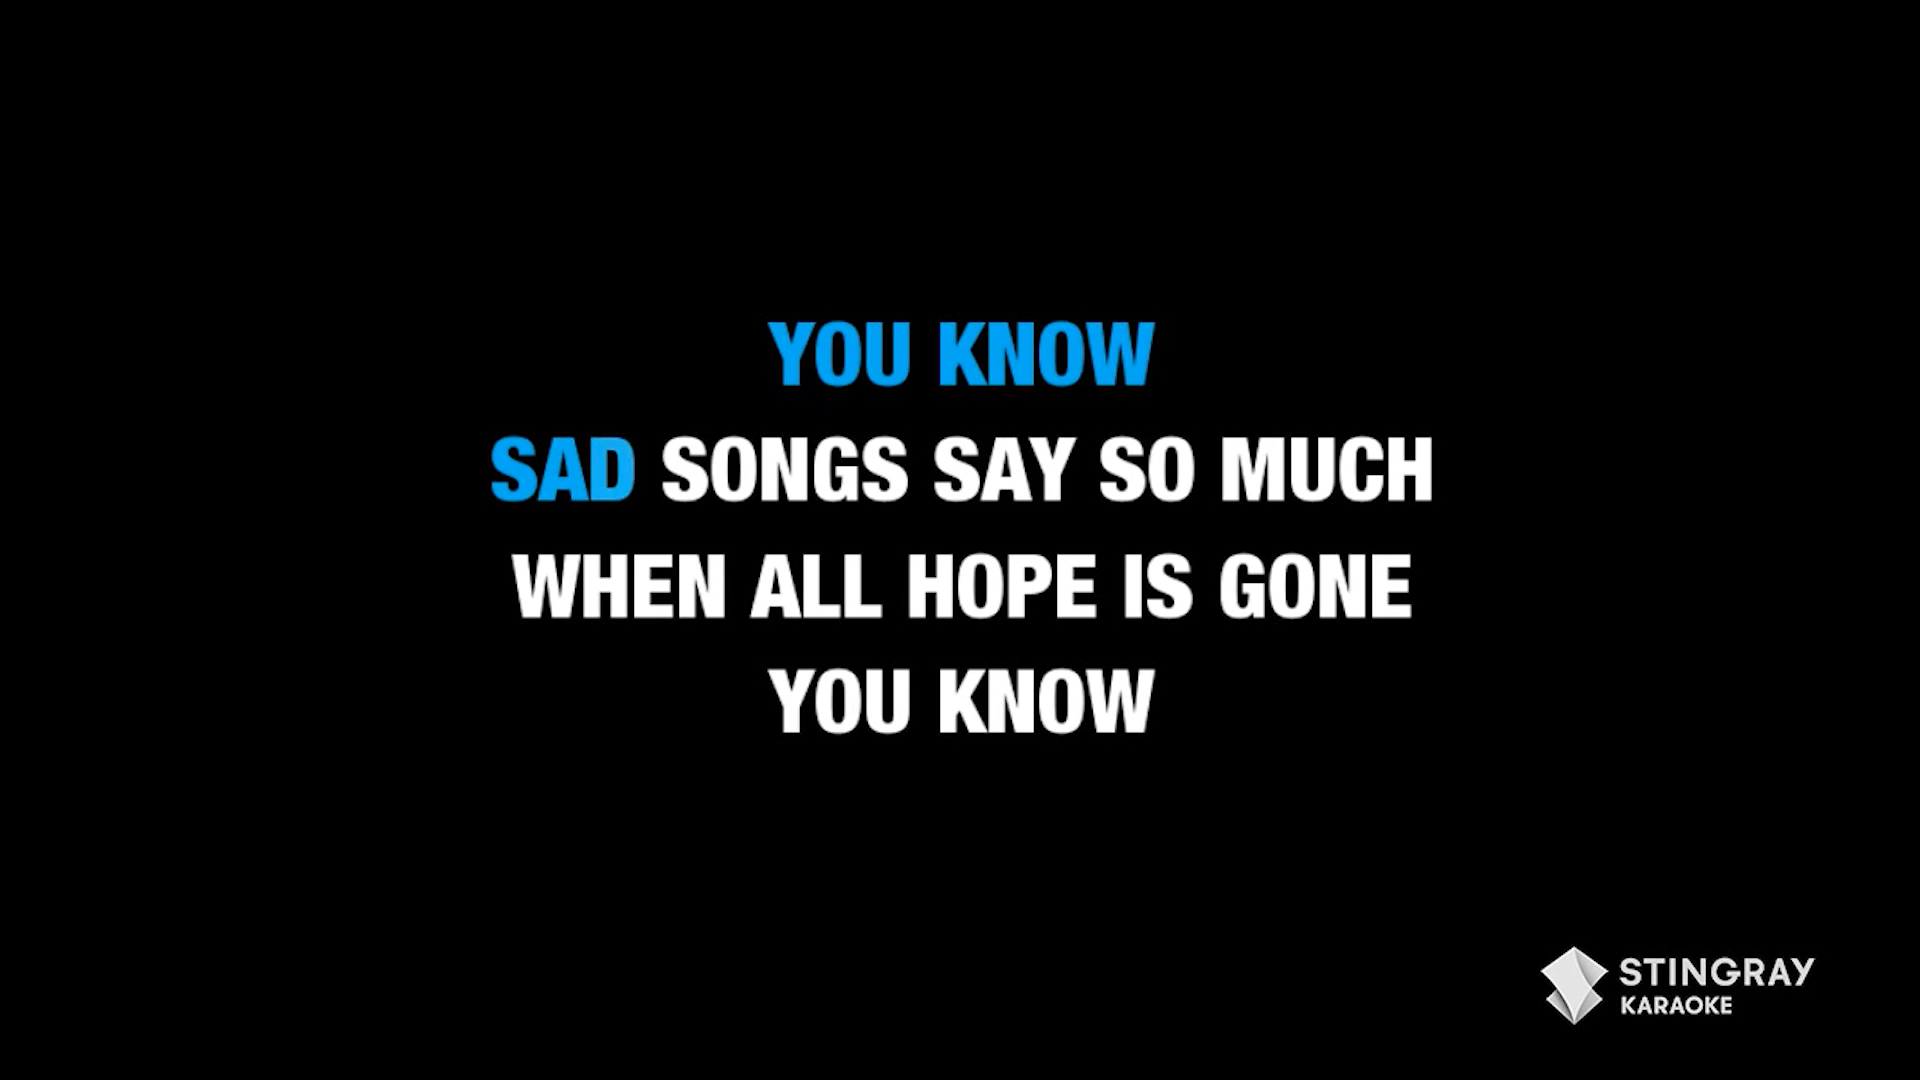 YOU KNOW
SAD SONGS SAY SO MUCH
WHEN ALL HOPE IS GONE
YOU KNOW
STINGRAY
KARAOKE